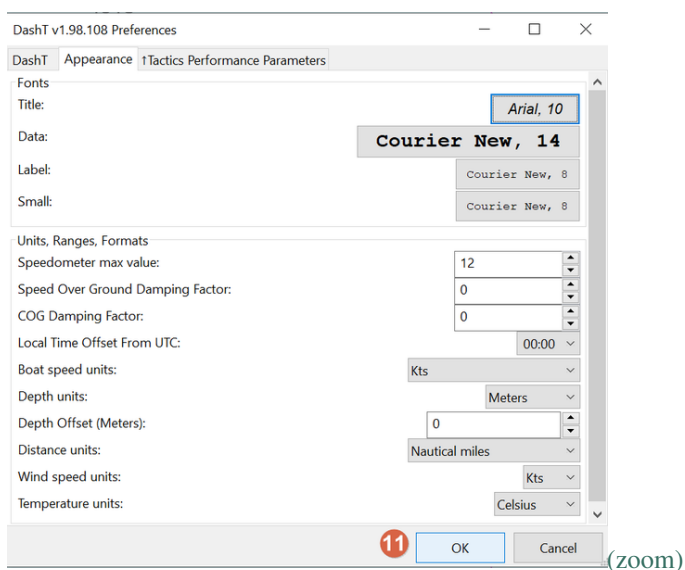 DashT v1.98.108 Preferences
DashT Appearance †Tactics Performance Parameters
Fonts
Title: Arial, 10
Data: Courier New, 14
Label: Courier New, 8
Small: Courier New, 8
Units, Ranges, Formats
Speedometer max value: 12
Speed Over Ground Damping Factor: 0
COG Damping Factor: 0
Local Time Offset From UTC: 00:00
Boat speed units: Kts
Depth units: Meters
Depth Offset (Meters): 0
Distance units: Nautical miles
Wind speed units: Kts
Temperature units: Celsius
11 OK Cancel (zoom)